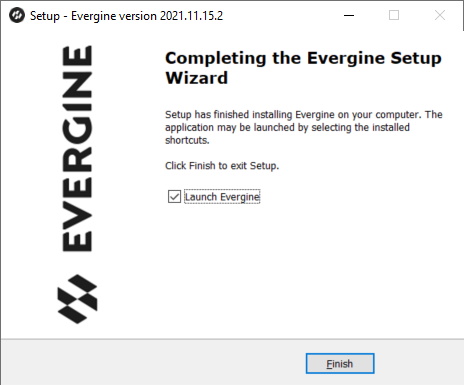 Setup - Evergine version 2021.11.15.2
EVERGINE
Completing the Evergine Setup
Wizard
Setup has finished installing Evergine on your computer. The
application may be launched by selecting the installed
shortcuts.
Click Finish to exit Setup.
Launch Evergine
Finish